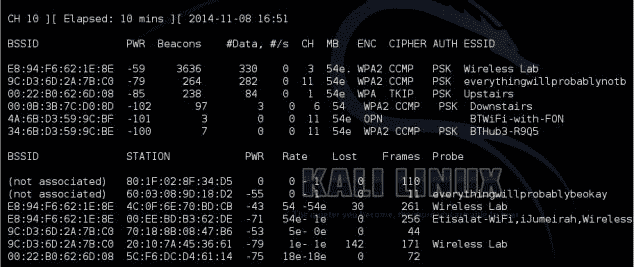 CH 10 ][ Elapsed: 10 mins ][ 2014-11-08 16:51
BSSID PWR Beacons #Data, #/s CH MB ENC CIPHER AUTH ESSID
E8:94:F6:62:1E:8E -59 3636 330 0 3 54e. WPA2 CCMP PSK Wireless Lab
9C:D3:6D:2A:7B:C0 -79 264 282 0 11 54e. WPA2 CCMP PSK everythingwillprobablynotb
00:22:B0:62:6D:08 -85 238 84 0 1 54e WPA TKIP PSK Upstairs
00:0B:3B:7C:D0:8D -102 97 3 0 6 54 WPA2 CCMP PSK Downstairs
4A:6B:D3:59:9C:BF -101 3 0 0 11 54e OPN BTWiFi-with-FON
34:6B:D3:59:9C:BE -100 7 0 0 11 54e WPA2 CCMP PSK BTHub3-R9Q5
BSSID STATION PWR Rate Lost Frames Probe
(not associated) 80:1F:02:8F:34:D5 0 0 - 1 0 110
(not associated) 60:03:08:9D:18:D2 -55 0 - 1 0 11 everythingwillprobablybeokay
E8:94:F6:62:1E:8E 4C:0F:6E:70:BD:CB -43 54 -54e 30 261 Wireless Lab
E8:94:F6:62:1E:8E 00:EE:BD:B3:62:DE -71 54e- 1 0 256 Etisalat-WiFi,iJumeirah,Wireless
9C:D3:6D:2A:7B:C0 70:18:8B:08:47:B6 -53 5e- 0e 0 44
9C:D3:6D:2A:7B:C0 20:10:7A:45:36:61 -79 1e- 1e 142 171 Wireless Lab
00:22:B0:62:6D:08 5C:F6:DC:D4:61:14 -75 18e-18e 0 72
KALI LINUX